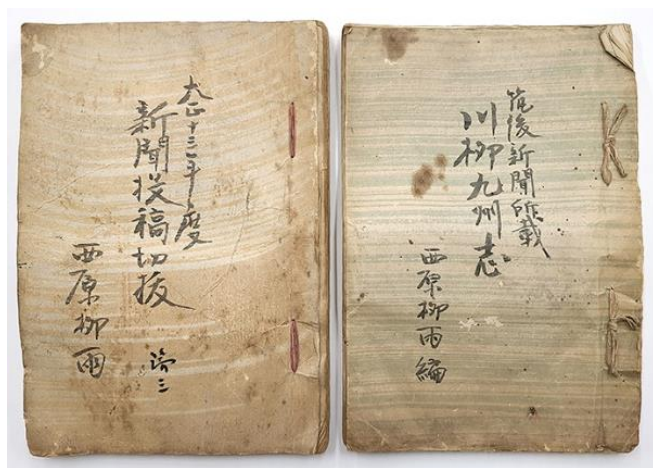 大正十三年度
新聞投稿切抜
西原柳雨
筑後新聞所載
川柳九州志
西原柳雨編